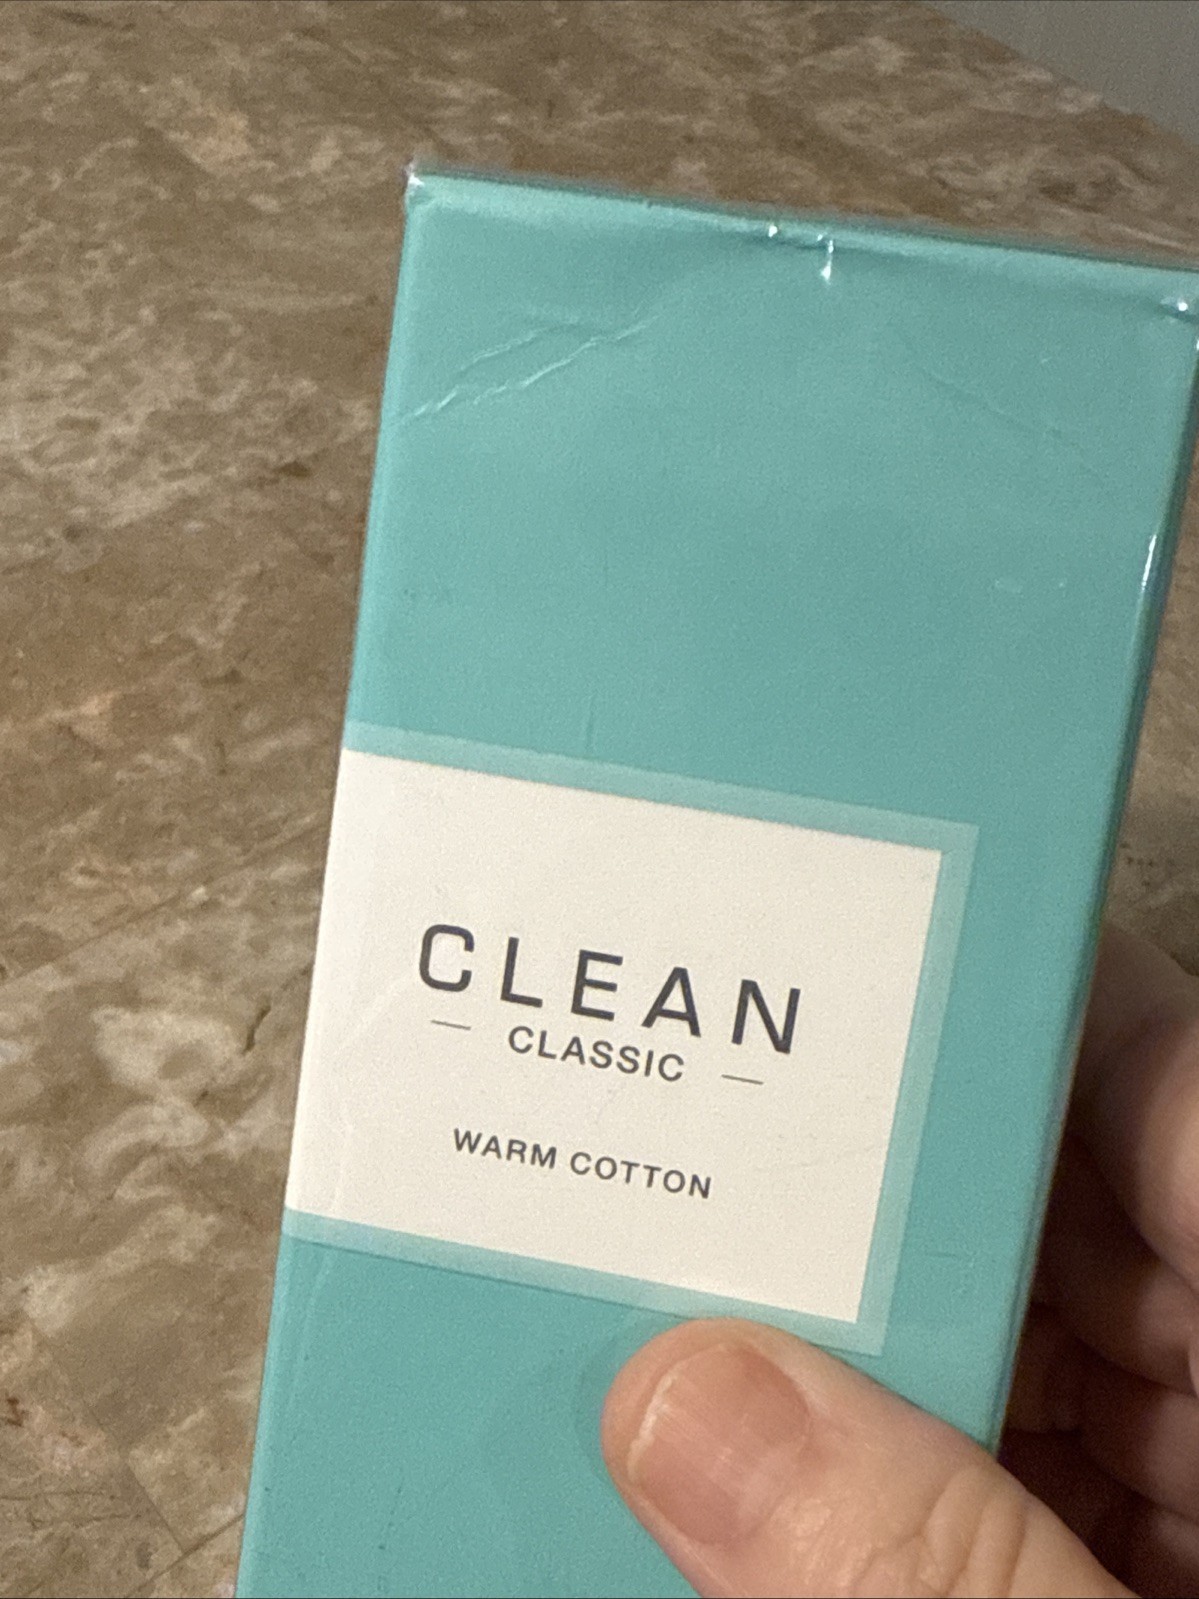 CLEAN
— CLASSIC —
WARM COTTON